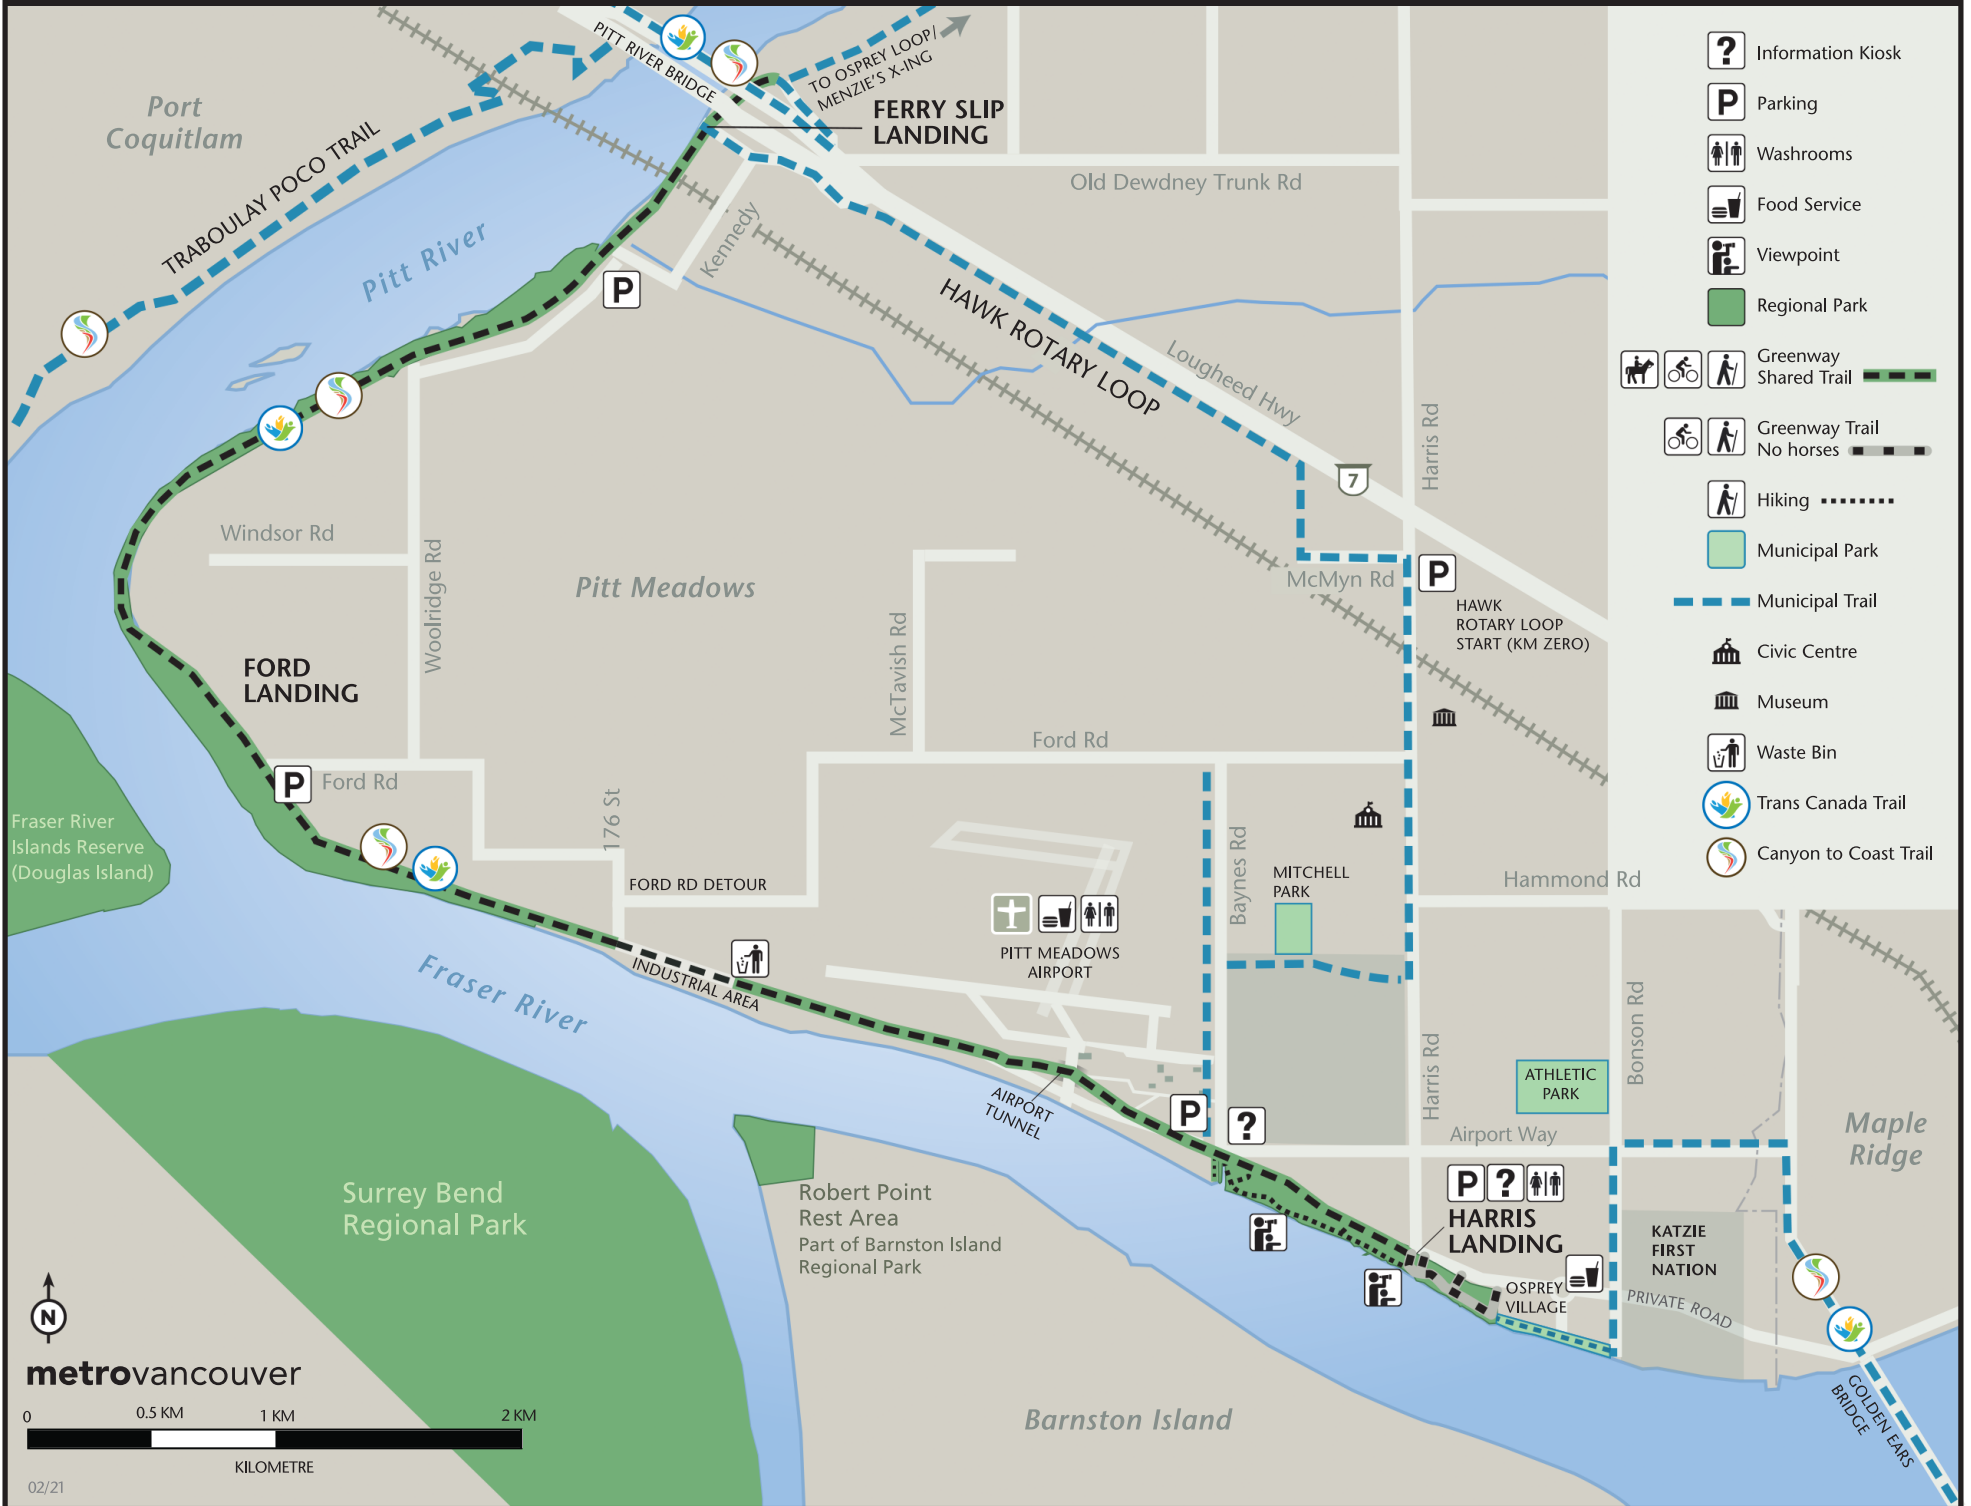 Port
Coquitlam
TRABOULAY POCO TRAIL
PITT RIVER BRIDGE
TO OSPREY LOOP/
MENZIE'S X-ING
FERRY SLIP
LANDING
Pitt River
Kennedy
Old Dewdney Trunk Rd
HAWK ROTARY LOOP
Lougheed Hwy
Harris Rd
7
P
Windsor Rd
Woolridge Rd
Pitt Meadows
McTavish Rd
McMyn Rd
P
HAWK
ROTARY LOOP
START (KM ZERO)
FORD
LANDING
P
Ford Rd
Ford Rd
176 St
FORD RD DETOUR
Fraser River
Islands Reserve
(Douglas Island)
Fraser River
INDUSTRIAL AREA
PITT MEADOWS
AIRPORT
AIRPORT
TUNNEL
Baynes Rd
MITCHELL
PARK
Hammond Rd
Harris Rd
Bonson Rd
ATHLETIC
PARK
Airport Way
Maple
Ridge
P
?
P
?
HARRIS
LANDING
OSPREY
VILLAGE
KATZIE
FIRST
NATION
PRIVATE ROAD
GOLDEN EARS
BRIDGE
Surrey Bend
Regional Park
Robert Point
Rest Area
Part of Barnston Island
Regional Park
Barnston Island
N
metrovancouver
0
0.5 KM
1 KM
2 KM
KILOMETRE
02/21
? Information Kiosk
P Parking
Washrooms
Food Service
Viewpoint
Regional Park
Greenway
Shared Trail
Greenway Trail
No horses
Hiking
Municipal Park
Municipal Trail
Civic Centre
Museum
Waste Bin
Trans Canada Trail
Canyon to Coast Trail